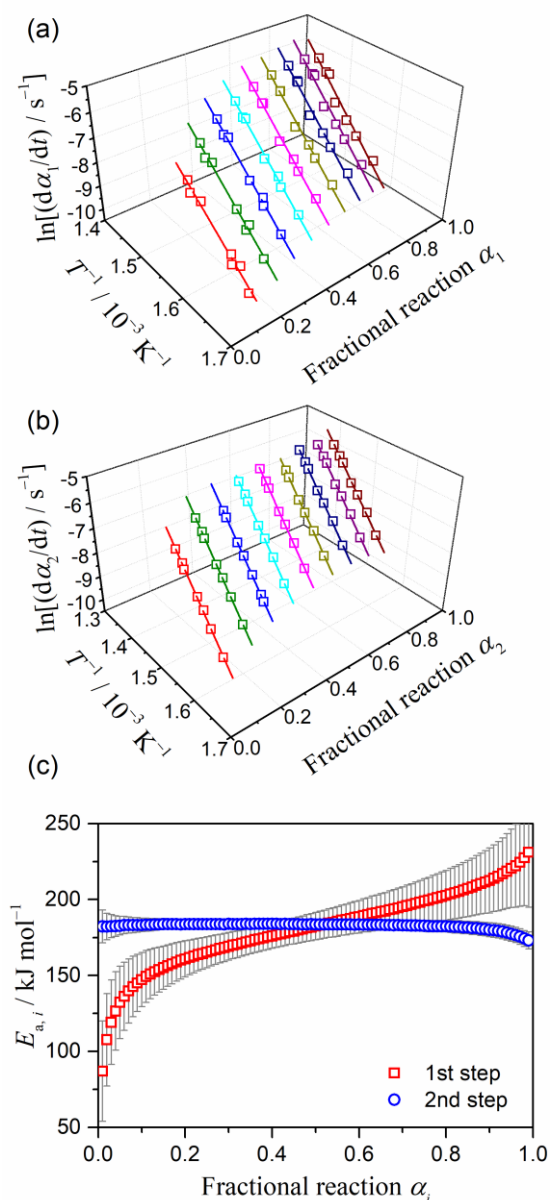 (a)
ln[(dα₁/dt) / s⁻¹
-5
-6
-7
-8
-9
-10
1.4
1.5
1.6
1.7
T⁻¹ / 10⁻³ K⁻¹
0.0
0.2
0.4
0.6
0.8
1.0
Fractional reaction α₁
(b)
ln[(dα₂/dt) / s⁻¹
-5
-6
-7
-8
-9
-10
1.3
1.4
1.5
1.6
1.7
T⁻¹ / 10⁻³ K⁻¹
0.0
0.2
0.4
0.6
0.8
1.0
Fractional reaction α₂
(c)
Eₐ,ᵢ / kJ mol⁻¹
250
200
150
100
50
1st step
2nd step
0.0 0.2 0.4 0.6 0.8 1.0
Fractional reaction αᵢ